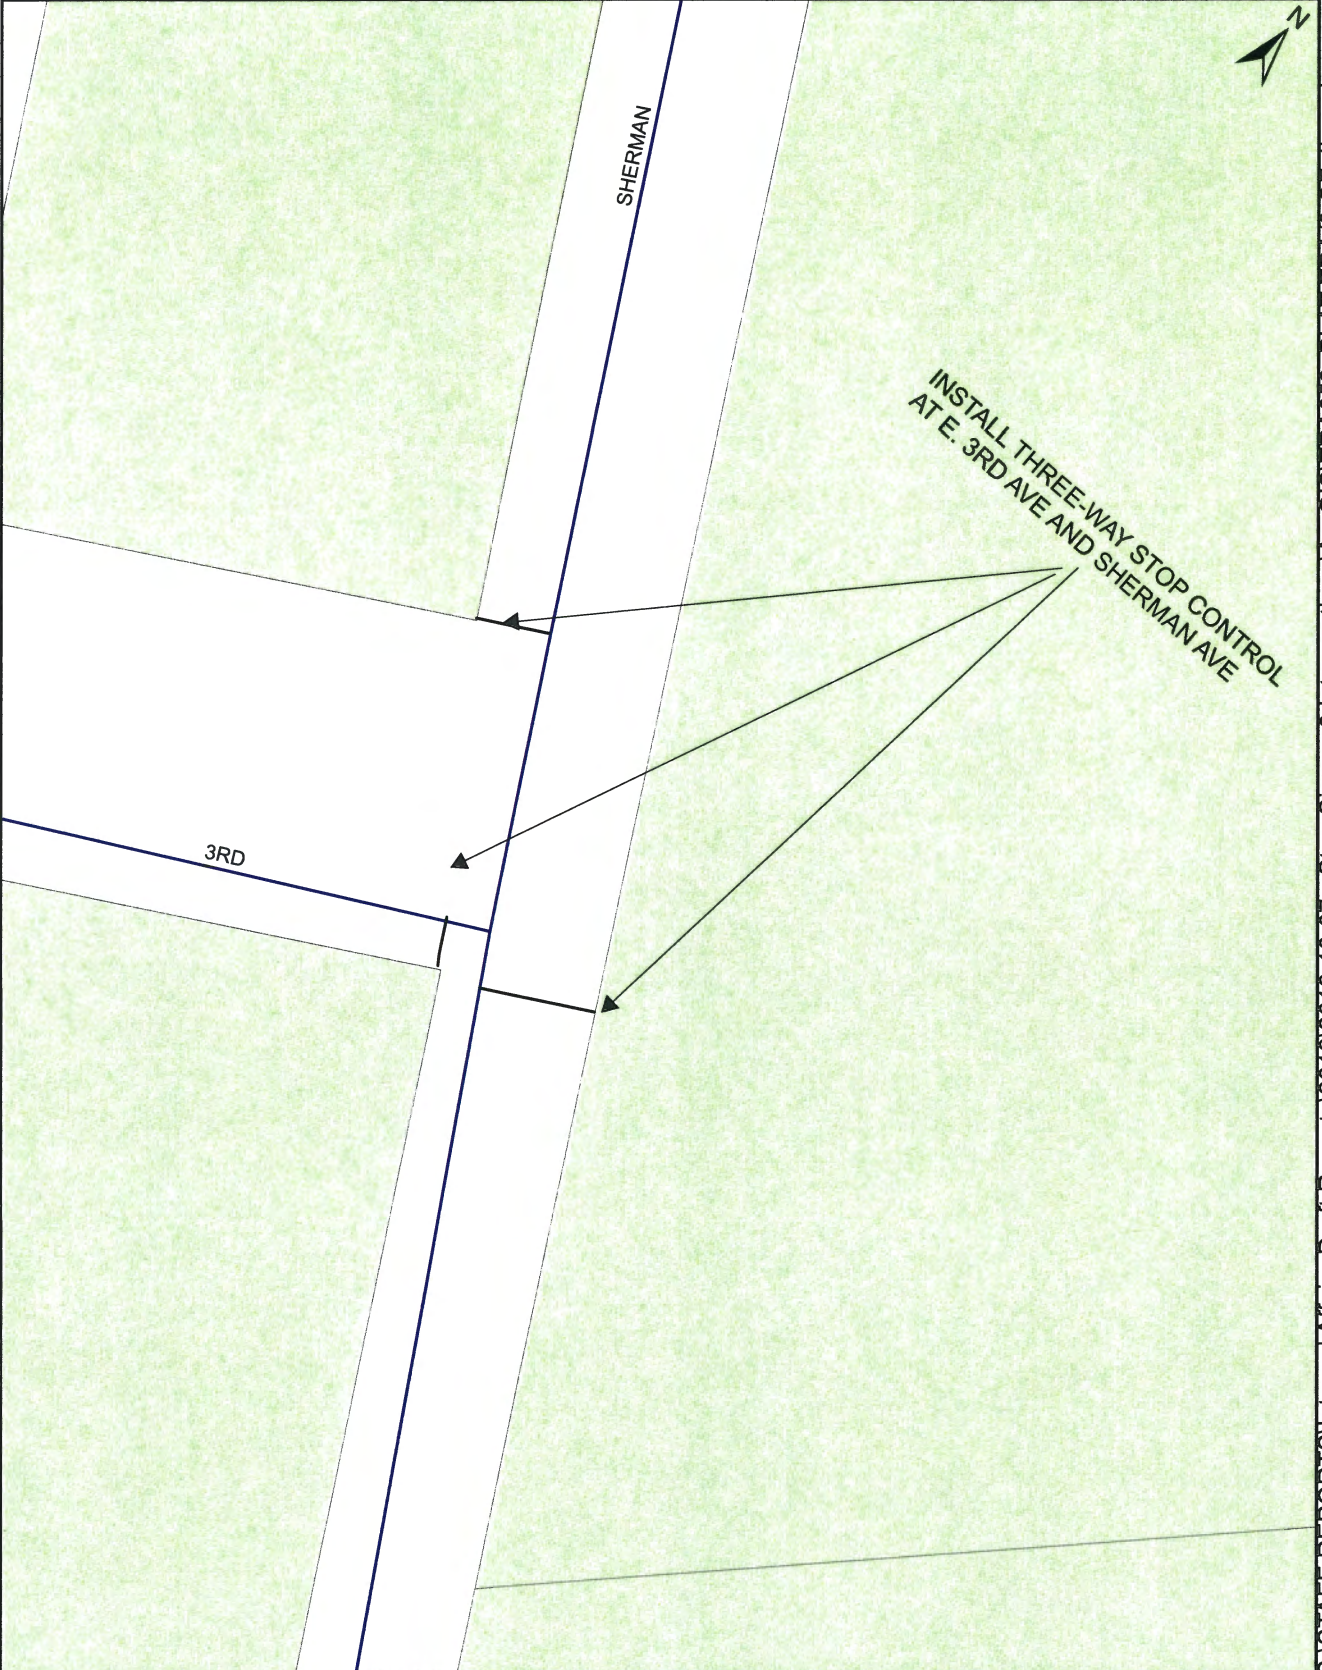 N
SHERMAN
INSTALL THREE-WAY STOP CONTROL
AT E. 3RD AVE AND SHERMAN AVE
3RD